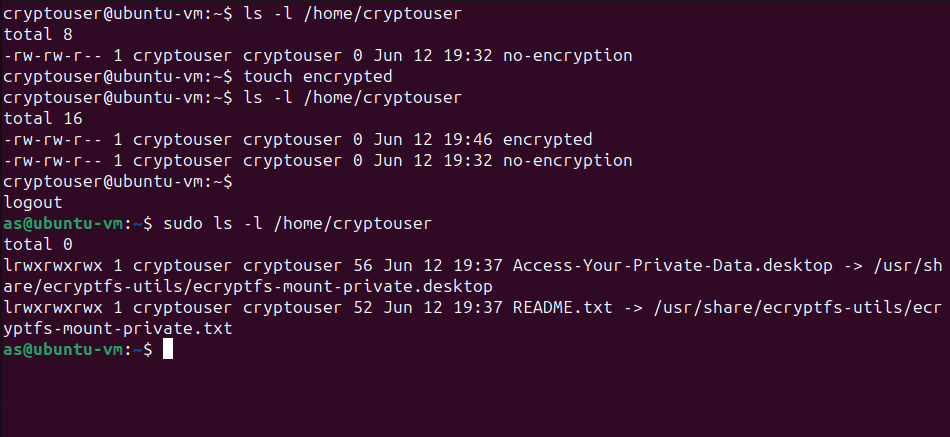 cryptouser@ubuntu-vm:~$ ls -l /home/cryptouser
total 8
-rw-rw-r-- 1 cryptouser cryptouser 0 Jun 12 19:32 no-encryption
cryptouser@ubuntu-vm:~$ touch encrypted
cryptouser@ubuntu-vm:~$ ls -l /home/cryptouser
total 16
-rw-rw-r-- 1 cryptouser cryptouser 0 Jun 12 19:46 encrypted
-rw-rw-r-- 1 cryptouser cryptouser 0 Jun 12 19:32 no-encryption
cryptouser@ubuntu-vm:~$
logout
as@ubuntu-vm:~$ sudo ls -l /home/cryptouser
total 0
lrwxrwxrwx 1 cryptouser cryptouser 56 Jun 12 19:37 Access-Your-Private-Data.desktop -> /usr/sh
are/ecryptfs-utils/ecryptfs-mount-private.desktop
lrwxrwxrwx 1 cryptouser cryptouser 52 Jun 12 19:37 README.txt -> /usr/share/ecryptfs-utils/ecr
yptfs-mount-private.txt
as@ubuntu-vm:~$